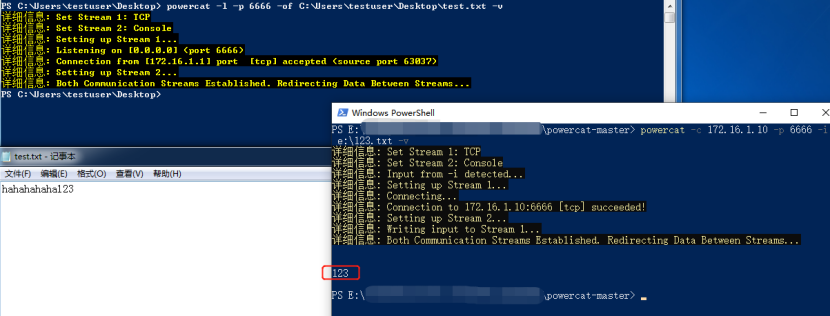 PS C:\Users\testuser\Desktop> powercat -l -p 6666 -of C:\Users\testuser\Desktop\test.txt -v
详细信息: Set Stream 1: TCP
详细信息: Set Stream 2: Console
详细信息: Setting up Stream 1...
详细信息: Listening on [0.0.0.0] (port 6666)
详细信息: Connection from [172.16.1.1] port  [tcp] accepted (source port 63037)
详细信息: Setting up Stream 2...
详细信息: Both Communication Streams Established. Redirecting Data Between Streams...
PS C:\Users\testuser\Desktop>
test.txt - 记事本
文件(F) 编辑(E) 格式(O) 查看(V) 帮助(H)
hahahahaha123
Windows PowerShell
PS E:\ \powercat-master> powercat -c 172.16.1.10 -p 6666 -i
e:\123.txt -v
详细信息: Set Stream 1: TCP
详细信息: Set Stream 2: Console
详细信息: Input from -i detected...
详细信息: Setting up Stream 1...
详细信息: Connecting...
详细信息: Connection to 172.16.1.10:6666 [tcp] succeeded!
详细信息: Setting up Stream 2...
详细信息: Writing input to Stream 1...
详细信息: Both Communication Streams Established. Redirecting Data Between Streams...
123
PS E:\ \powercat-master>